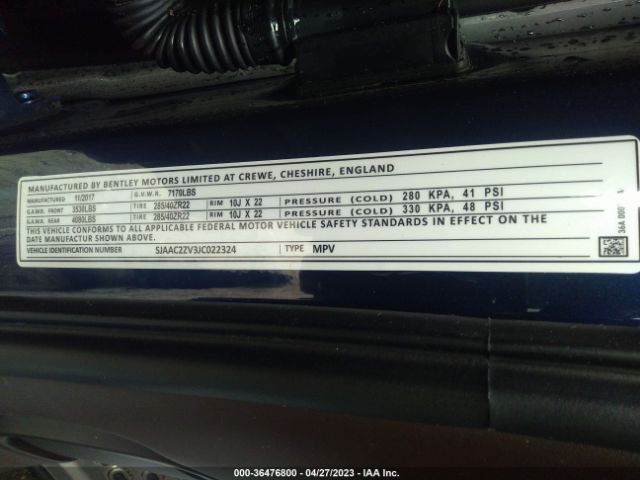 MANUFACTURED BY BENTLEY MOTORS LIMITED AT CREWE, CHESHIRE, ENGLAND
MANUFACTURED 11/2017 G.V.W.R. 7170LBS
G.A.W.R. FRONT 3530LBS TIRE 285/40ZR22 RIM 10J X 22 PRESSURE (COLD) 280 KPA, 41 PSI
G.A.W.R. REAR 4080LBS TIRE 285/40ZR22 RIM 10J X 22 PRESSURE (COLD) 330 KPA, 48 PSI
THIS VEHICLE CONFORMS TO ALL APPLICABLE FEDERAL MOTOR VEHICLE SAFETY STANDARDS IN EFFECT ON THE
DATE MANUFACTUR SHOWN ABOVE.
VEHICLE IDENTIFICATION NUMBER SJAAC2ZV3JC022324 TYPE MPV
36A
000-36476800 / 04/27/2023 - IAA Inc.